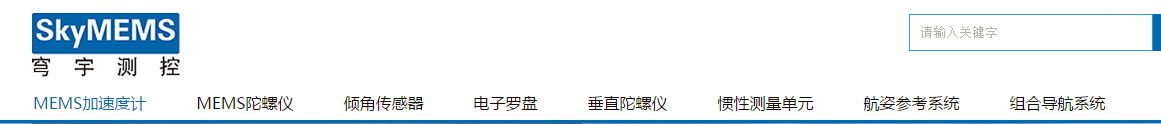 SkyMEMS
穹宇测控
请输入关键字
MEMS加速度计 MEMS陀螺仪 倾角传感器 电子罗盘 垂直陀螺仪 惯性测量单元 航姿参考系统 组合导航系统